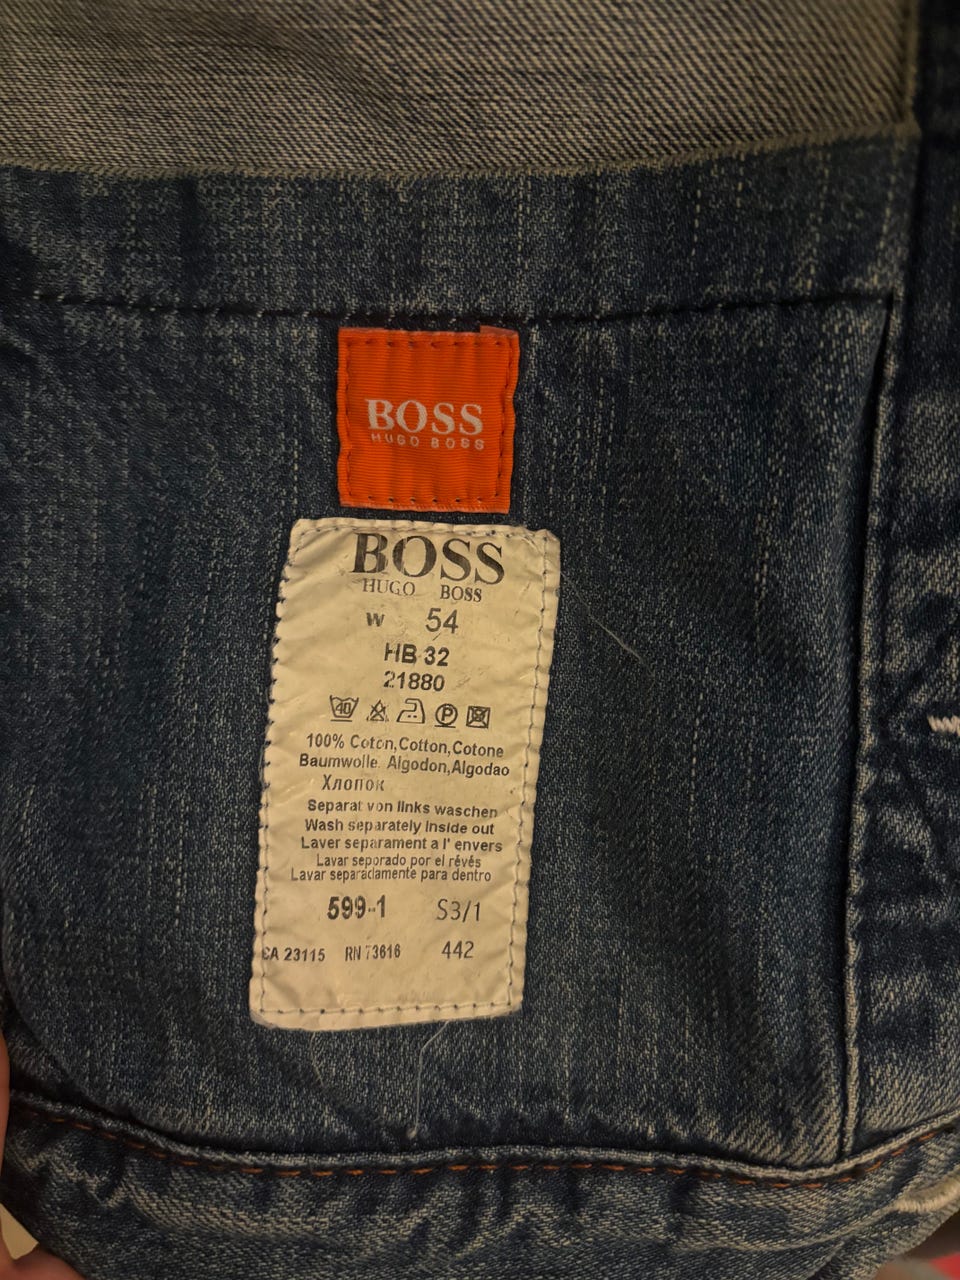 BOSS
HUGO BOSS
BOSS
HUGO BOSS
W 54
HB 32
21880
40 P
100% Coton,Cotton,Cotone
Baumwolle. Algodon,Algodao
Хлопок
Separat von links waschen
Wash separately inside out
Laver separament a l' envers
Lavar seporado por el révés
Lavar separadamente para dentro
599-1 S3/1
CA 23115 RN 73616 442